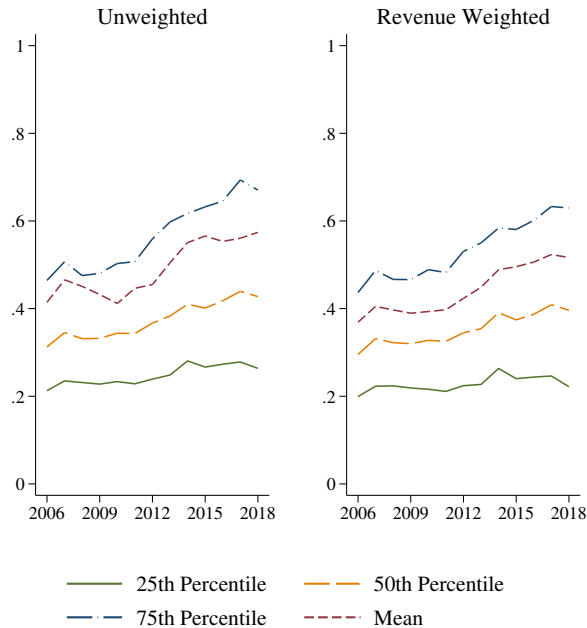 Unweighted Revenue Weighted
1 1
.8 .8
.6 .6
.4 .4
.2 .2
0 0
2006 2009 2012 2015 2018 2006 2009 2012 2015 2018
25th Percentile 50th Percentile
75th Percentile Mean